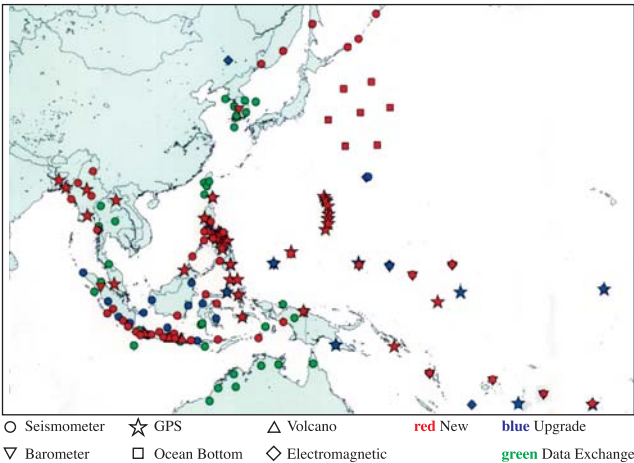 Seismometer GPS Volcano red New blue Upgrade
Barometer Ocean Bottom Electromagnetic green Data Exchange